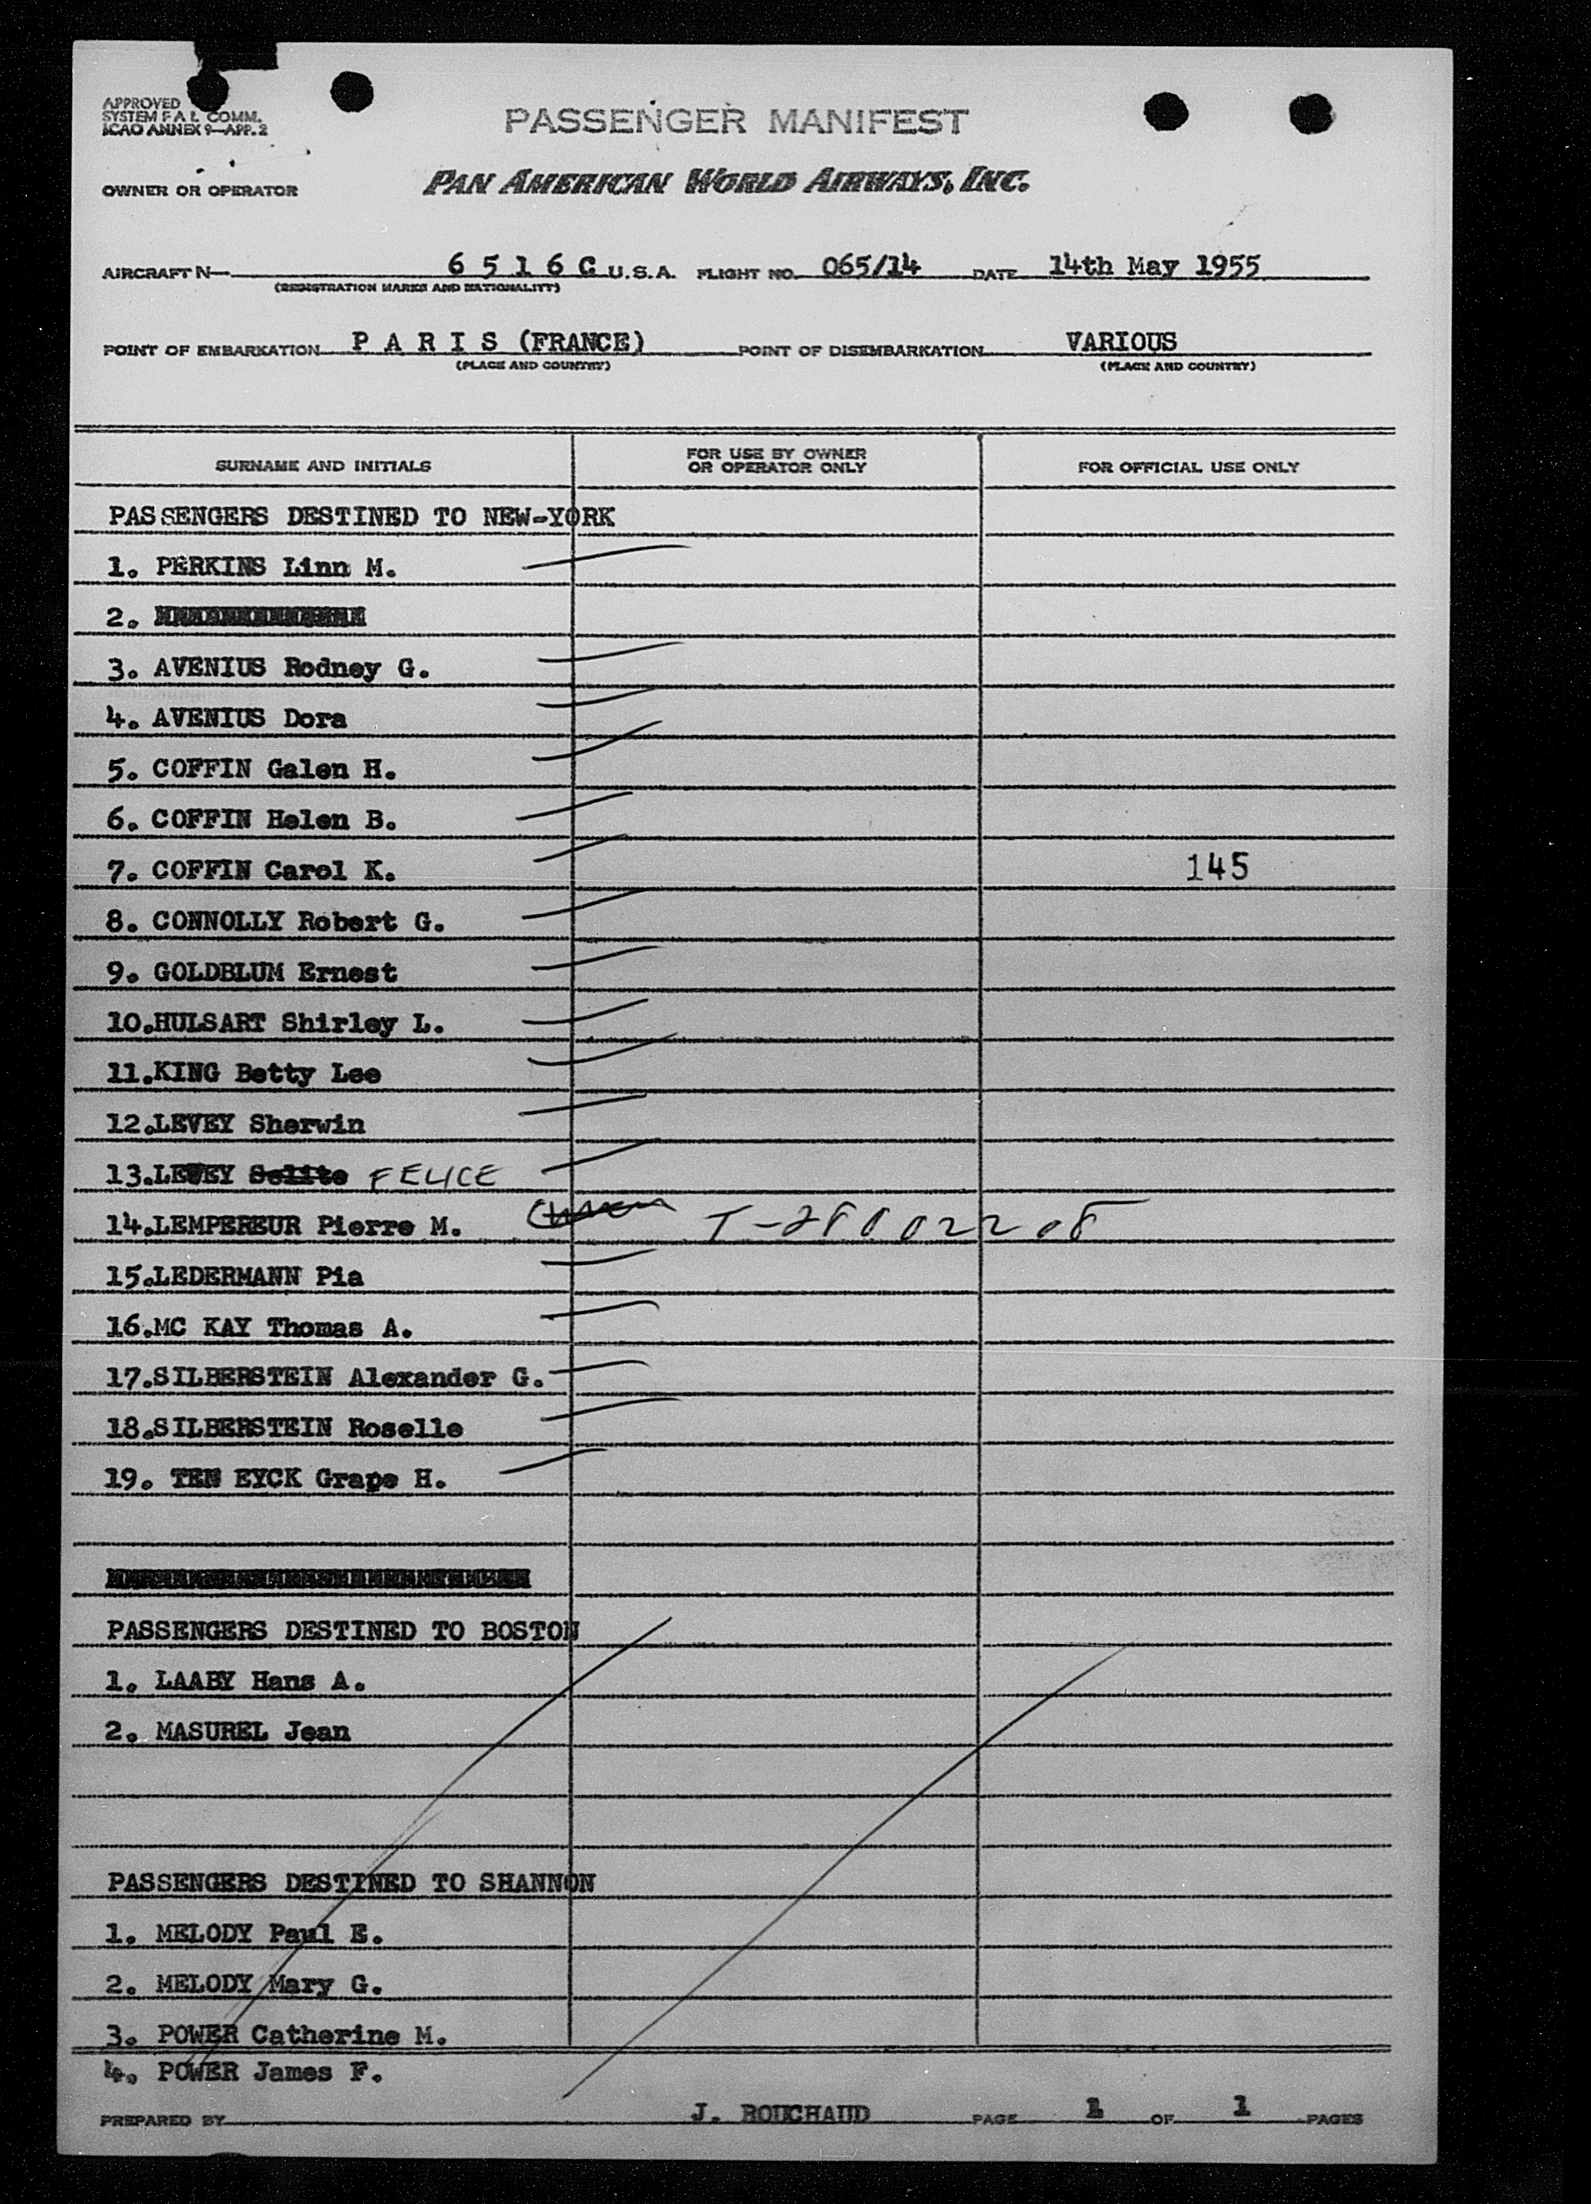 APPROVED
SYSTEM F A L COMM.
ICAO ANNEX 9—APP. 2
PASSENGER MANIFEST
OWNER OR OPERATOR PAN AMERICAN WORLD AIRWAYS, INC.
AIRCRAFT N— 6 5 1 6 C U.S.A. FLIGHT NO. 065/14 DATE 14th May 1955
(REGISTRATION MARKS AND NATIONALITY)
POINT OF EMBARKATION P A R I S (FRANCE) POINT OF DISEMBARKATION VARIOUS
(PLACE AND COUNTRY) (PLACE AND COUNTRY)
SURNAME AND INITIALS
FOR USE BY OWNER
OR OPERATOR ONLY
FOR OFFICIAL USE ONLY
PASSENGERS DESTINED TO NEW-YORK
1. PERKINS Linn M.
2.
3. AVENIUS Rodney G.
4. AVENIUS Dora
5. COFFIN Galen H.
6. COFFIN Helen B.
7. COFFIN Carol K. 145
8. CONNOLLY Robert G.
9. GOLDBLUM Ernest
10.HULSART Shirley L.
11.KING Betty Lee
12.LEVEY Sherwin
13.LEVEY Solite FELICE
14.LEMPEREUR Pierre M.
15.LEDERMANN Pia
16.MC KAY Thomas A.
17.SILBERSTEIN Alexander G.
18.SILBERSTEIN Roselle
19. TEN EYCK Grape H.
PASSENGERS DESTINED TO BOSTON
1. LAABY Hans A.
2. MASUREL Jean
PASSENGERS DESTINED TO SHANNON
1. MELODY Paul E.
2. MELODY Mary G.
3. POWER Catherine M.
4. POWER James F.
PREPARED BY J. ROUCHAUD PAGE 1 OF 1 PAGES